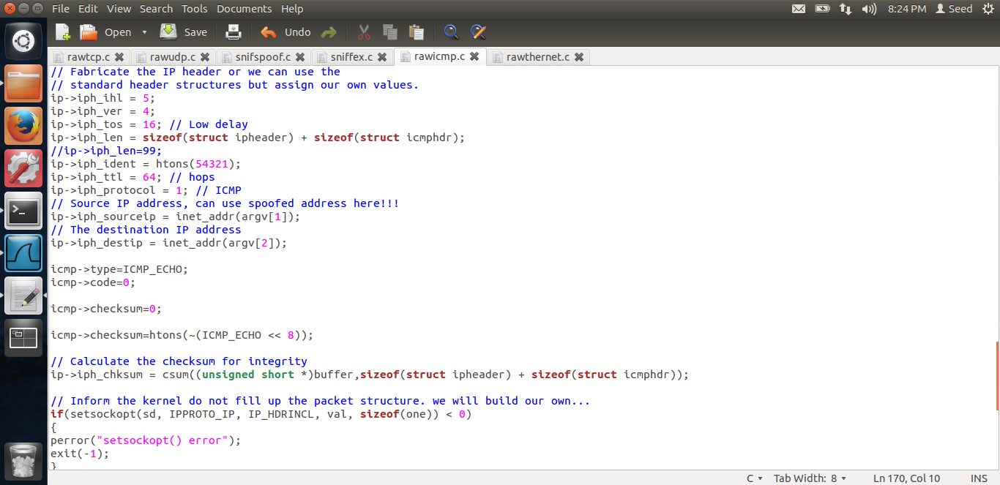 File Edit View Search Tools Documents Help 8:24 PM Seed
Open Save Undo
rawtcp.c rawudp.c snifspoof.c sniffex.c rawicmp.c rawthernet.c
// Fabricate the IP header or we can use the
// standard header structures but assign our own values.
ip->iph_ihl = 5;
ip->iph_ver = 4;
ip->iph_tos = 16; // Low delay
ip->iph_len = sizeof(struct ipheader) + sizeof(struct icmphdr);
//ip->iph_len=99;
ip->iph_ident = htons(54321);
ip->iph_ttl = 64; // hops
ip->iph_protocol = 1; // ICMP
// Source IP address, can use spoofed address here!!!
ip->iph_sourceip = inet_addr(argv[1]);
// The destination IP address
ip->iph_destip = inet_addr(argv[2]);
icmp->type=ICMP_ECHO;
icmp->code=0;
icmp->checksum=0;
icmp->checksum=htons(~(ICMP_ECHO << 8));
// Calculate the checksum for integrity
ip->iph_chksum = csum((unsigned short *)buffer,sizeof(struct ipheader) + sizeof(struct icmphdr));
// Inform the kernel do not fill up the packet structure. we will build our own...
if(setsockopt(sd, IPPROTO_IP, IP_HDRINCL, val, sizeof(one)) < 0)
{
perror("setsockopt() error");
exit(-1);
}
C Tab Width: 8 Ln 170, Col 10 INS